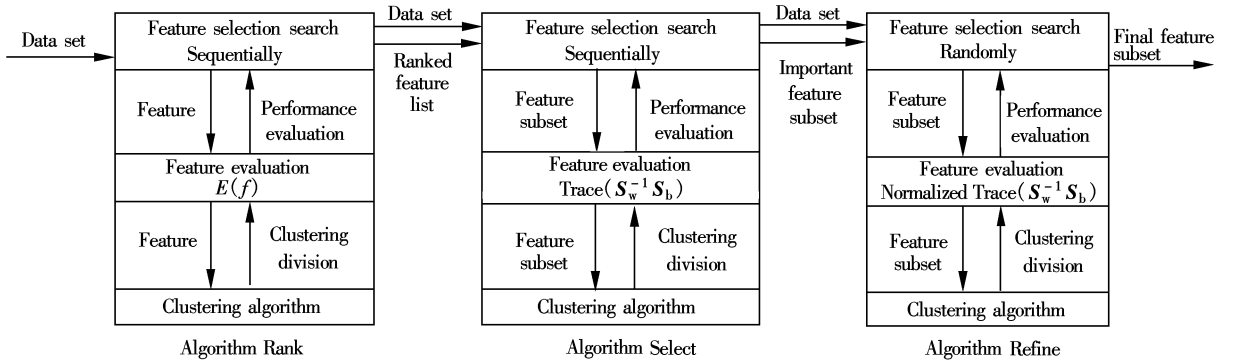 Data set
Feature selection search
Sequentially
Feature
Performance
evaluation
Feature evaluation
E(f)
Feature
Clustering
division
Clustering algorithm
Algorithm Rank
Data set
Ranked
feature
list
Feature selection search
Sequentially
Feature
subset
Performance
evaluation
Feature evaluation
Trace(S_w^{-1} S_b)
Feature
subset
Clustering
division
Clustering algorithm
Algorithm Select
Data set
Important
feature
subset
Feature selection search
Randomly
Feature
subset
Performance
evaluation
Feature evaluation
Normalized Trace(S_w^{-1} S_b)
Feature
subset
Clustering
division
Clustering algorithm
Algorithm Refine
Final feature
subset